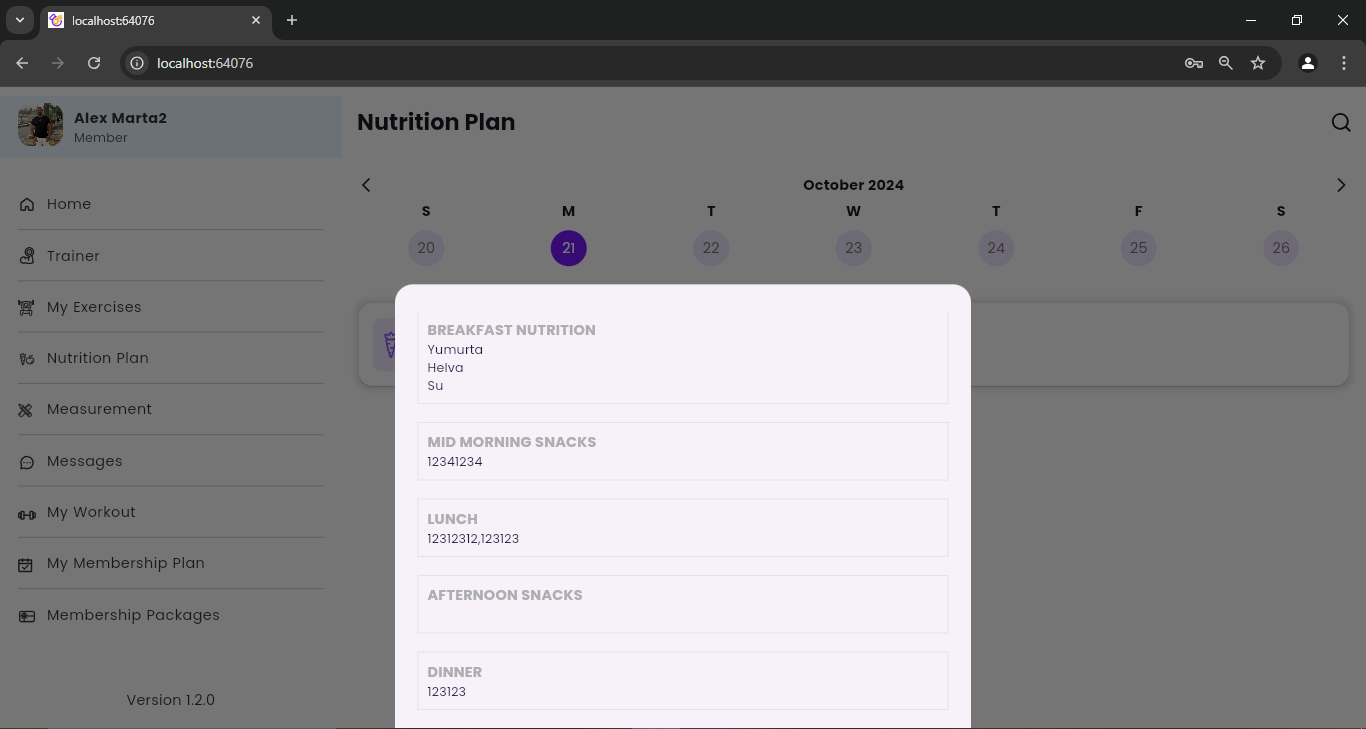 localhost:64076
localhost:64076
Alex Marta2
Member
Home
Trainer
My Exercises
Nutrition Plan
Measurement
Messages
My Workout
My Membership Plan
Membership Packages
Version 1.2.0
Nutrition Plan
October 2024
S M T W T F S
20 21 22 23 24 25 26
BREAKFAST NUTRITION
Yumurta
Helva
Su
MID MORNING SNACKS
12341234
LUNCH
12312312,123123
AFTERNOON SNACKS
DINNER
123123